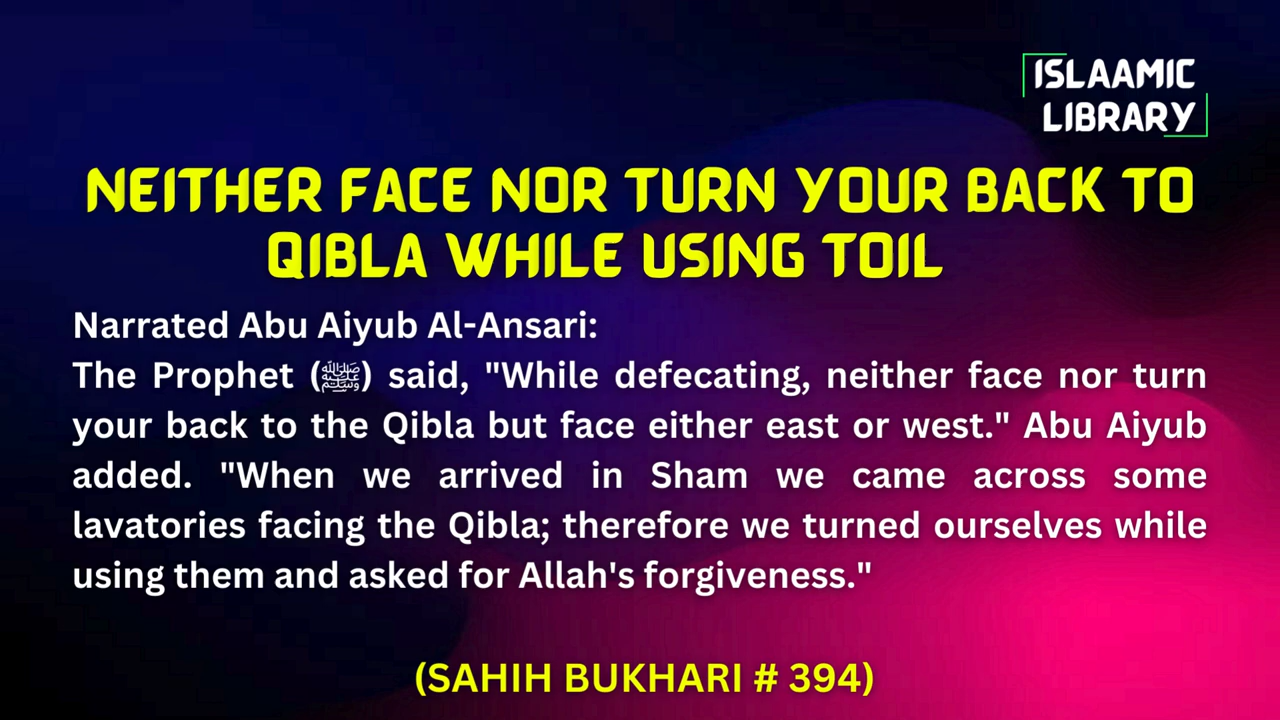 ISLAAMIC
LIBRARY
NEITHER FACE NOR TURN YOUR BACK TO
QIBLA WHILE USING TOIL
Narrated Abu Aiyub Al-Ansari:
The Prophet (ﷺ) said, "While defecating, neither face nor turn
your back to the Qibla but face either east or west." Abu Aiyub
added. "When we arrived in Sham we came across some
lavatories facing the Qibla; therefore we turned ourselves while
using them and asked for Allah's forgiveness."
(SAHIH BUKHARI # 394)